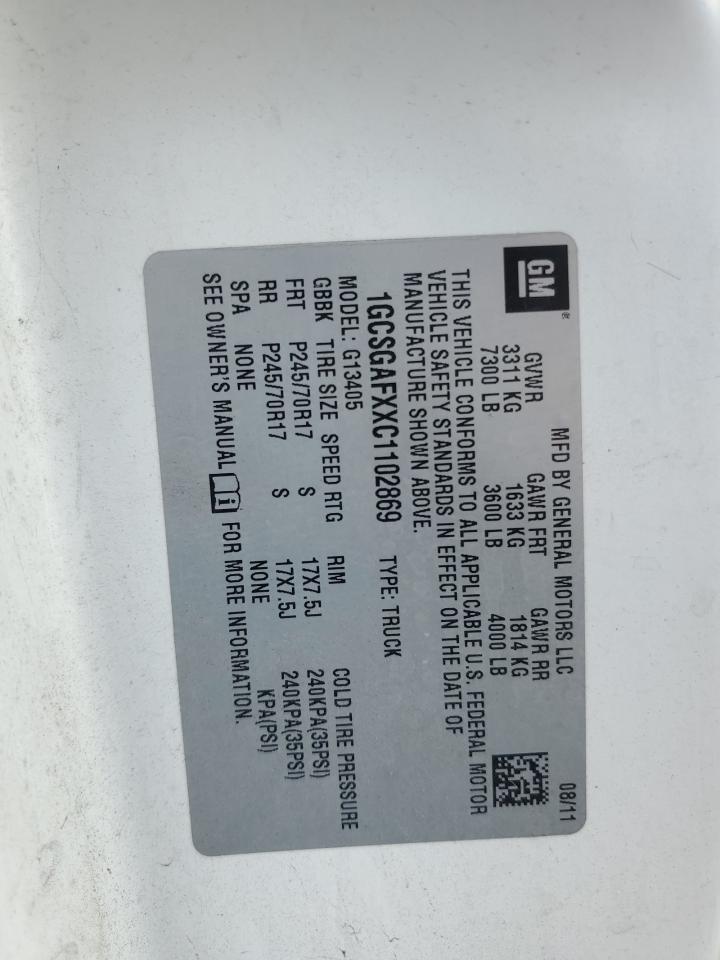 GM
MFD BY GENERAL MOTORS LLC 08/11
GVWR GAWR FRT GAWR RR
3311 KG 1633 KG 1814 KG
7300 LB 3600 LB 4000 LB
THIS VEHICLE CONFORMS TO ALL APPLICABLE U.S. FEDERAL MOTOR
VEHICLE SAFETY STANDARDS IN EFFECT ON THE DATE OF
MANUFACTURE SHOWN ABOVE.
1GCSGAFXXC1102869 TYPE: TRUCK
MODEL: G13405
GBBK TIRE SIZE SPEED RTG RIM COLD TIRE PRESSURE
FRT P245/70R17 S 17X7.5J 240KPA(35PSI)
RR P245/70R17 S 17X7.5J 240KPA(35PSI)
SPA NONE NONE KPA(PSI)
SEE OWNER'S MANUAL FOR MORE INFORMATION.